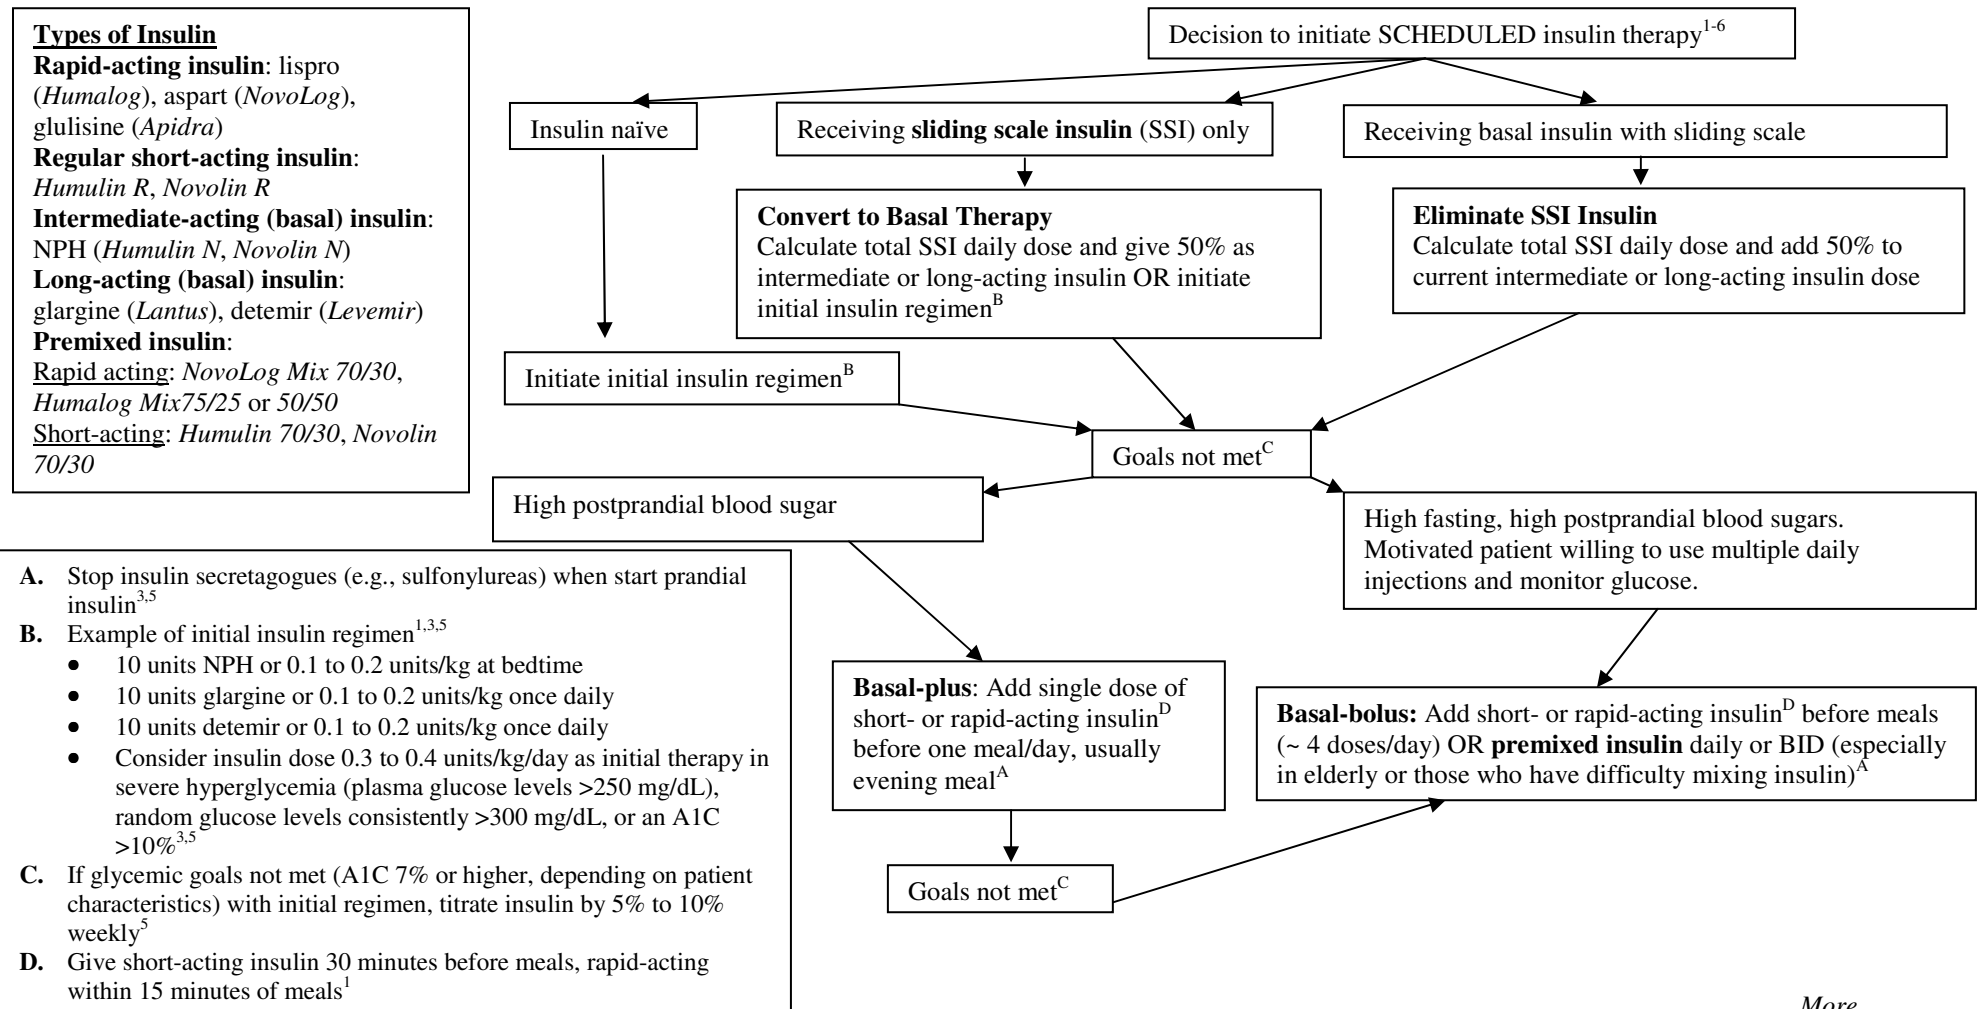 Types of Insulin
Rapid-acting insulin: lispro
(Humalog), aspart (NovoLog),
glulisine (Apidra)
Regular short-acting insulin:
Humulin R, Novolin R
Intermediate-acting (basal) insulin:
NPH (Humulin N, Novolin N)
Long-acting (basal) insulin:
glargine (Lantus), detemir (Levemir)
Premixed insulin:
Rapid acting: NovoLog Mix 70/30,
Humalog Mix75/25 or 50/50
Short-acting: Humulin 70/30, Novolin
70/30
Decision to initiate SCHEDULED insulin therapy1-6
Insulin naïve
Receiving sliding scale insulin (SSI) only
Receiving basal insulin with sliding scale
Convert to Basal Therapy
Calculate total SSI daily dose and give 50% as
intermediate or long-acting insulin OR initiate
initial insulin regimenB
Eliminate SSI Insulin
Calculate total SSI daily dose and add 50% to
current intermediate or long-acting insulin dose
Initiate initial insulin regimenB
Goals not metC
High postprandial blood sugar
High fasting, high postprandial blood sugars.
Motivated patient willing to use multiple daily
injections and monitor glucose.
Basal-plus: Add single dose of
short- or rapid-acting insulinD
before one meal/day, usually
evening mealA
Basal-bolus: Add short- or rapid-acting insulinD before meals
(~ 4 doses/day) OR premixed insulin daily or BID (especially
in elderly or those who have difficulty mixing insulin)A
Goals not metC
A. Stop insulin secretagogues (e.g., sulfonylureas) when start prandial
insulin3,5
B. Example of initial insulin regimen1,3,5
• 10 units NPH or 0.1 to 0.2 units/kg at bedtime
• 10 units glargine or 0.1 to 0.2 units/kg once daily
• 10 units detemir or 0.1 to 0.2 units/kg once daily
• Consider insulin dose 0.3 to 0.4 units/kg/day as initial therapy in
severe hyperglycemia (plasma glucose levels >250 mg/dL),
random glucose levels consistently >300 mg/dL, or an A1C
>10%3,5
C. If glycemic goals not met (A1C 7% or higher, depending on patient
characteristics) with initial regimen, titrate insulin by 5% to 10%
weekly5
D. Give short-acting insulin 30 minutes before meals, rapid-acting
within 15 minutes of meals1
More